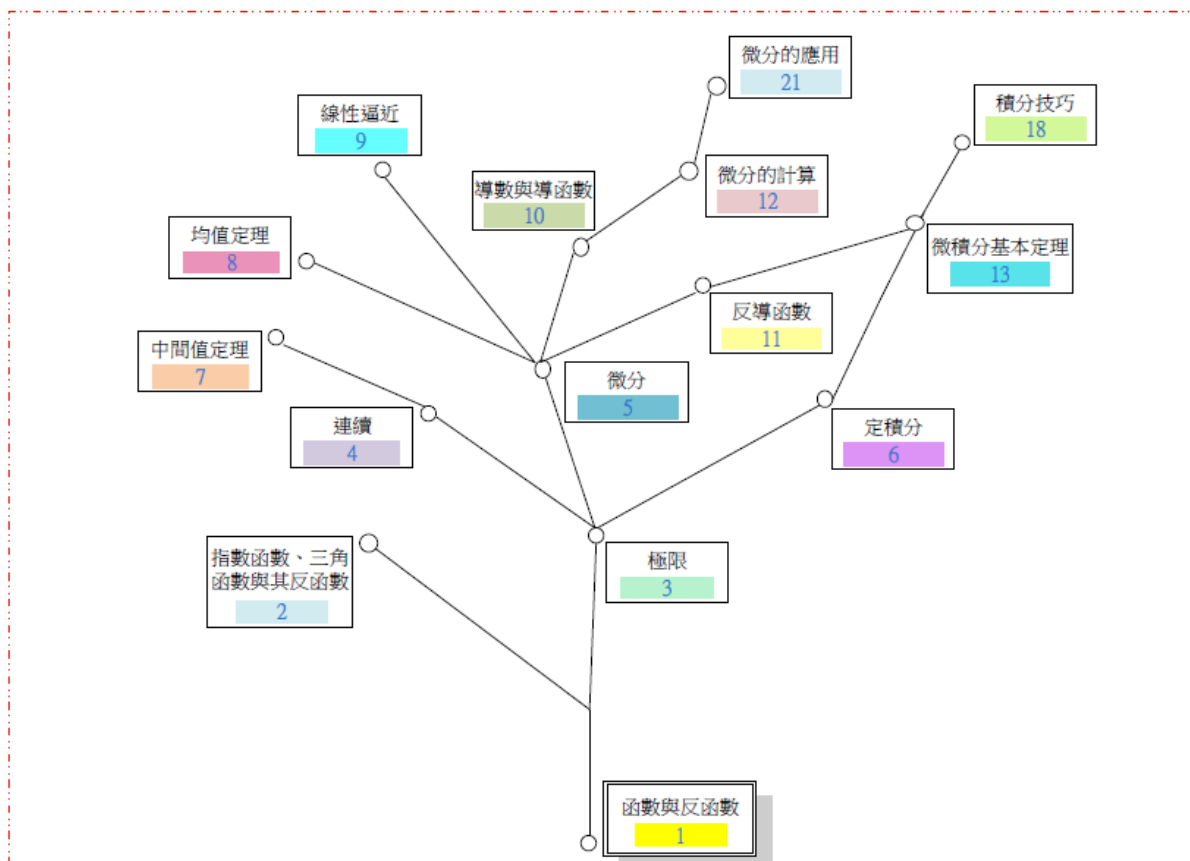 微分的應用
21
積分技巧
18
線性逼近
9
微分的計算
12
導數與導函數
10
均值定理
8
微積分基本定理
13
反導函數
11
中間值定理
7
微分
5
連續
4
定積分
6
指數函數、三角
函數與其反函數
2
極限
3
函數與反函數
1